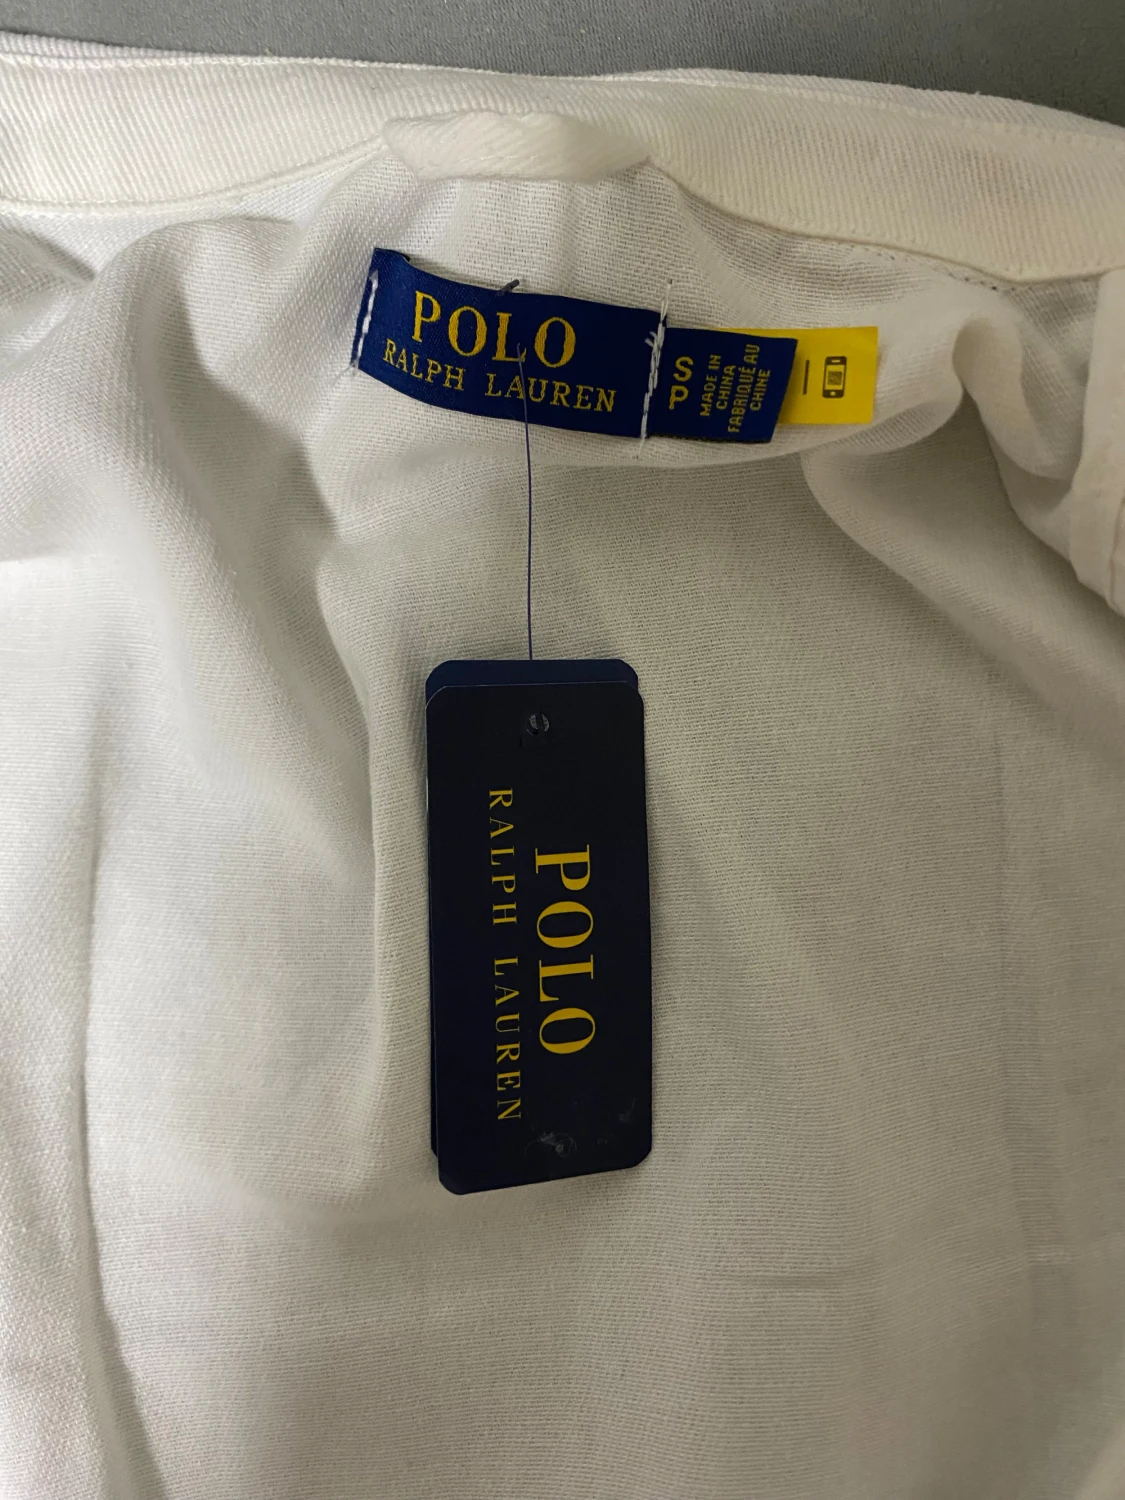 POLO
RALPH LAUREN
S
P
MADE IN
CHINA
FABRIQUÉ AU
CHINE
POLO
RALPH LAUREN